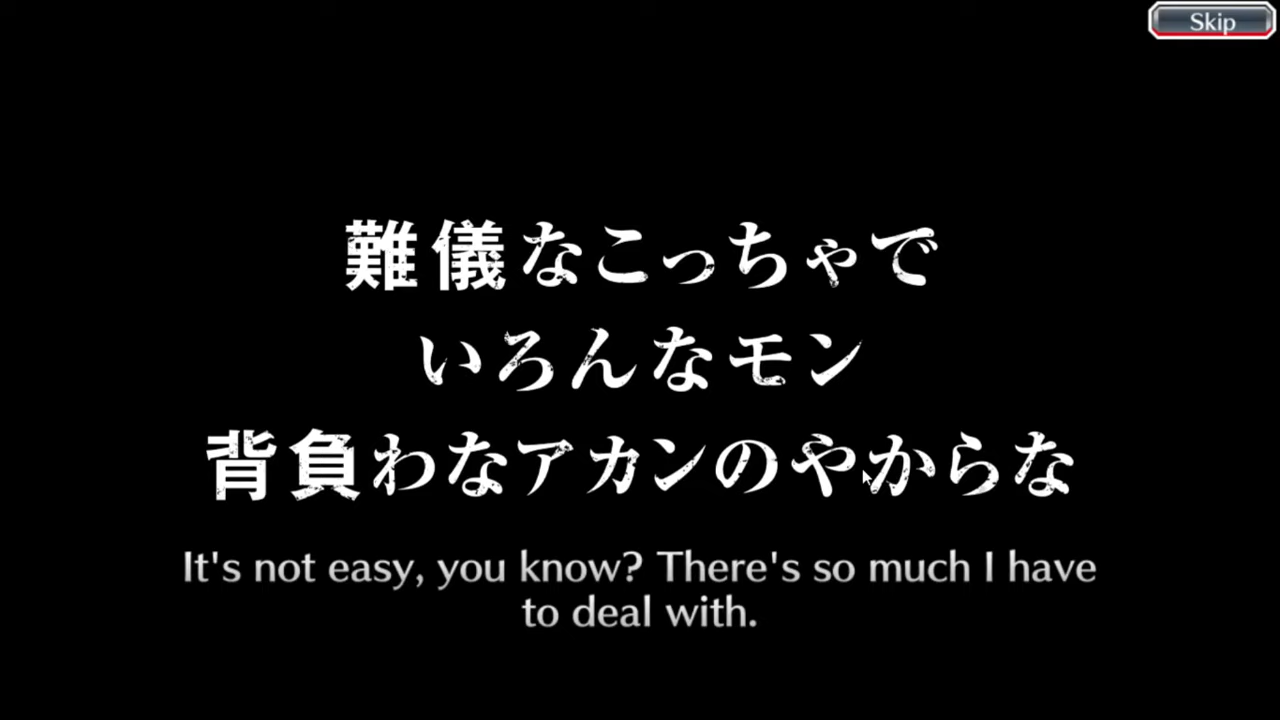 Skip
難儀なこっちゃで
いろんなモン
背負わなアカンのやからな
It's not easy, you know? There's so much I have
to deal with.